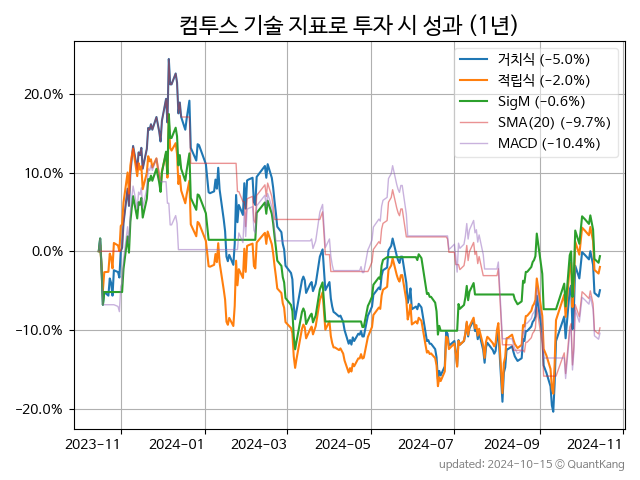 컴투스 기술 지표로 투자 시 성과 (1년)
거치식 (−5.0%)
적립식 (−2.0%)
SigM (−0.6%)
SMA(20) (−9.7%)
MACD (−10.4%)
20.0%
10.0%
0.0%
−10.0%
−20.0%
2023-11 2024-01 2024-03 2024-05 2024-07 2024-09 2024-11
updated: 2024-10-15 © QuantKang